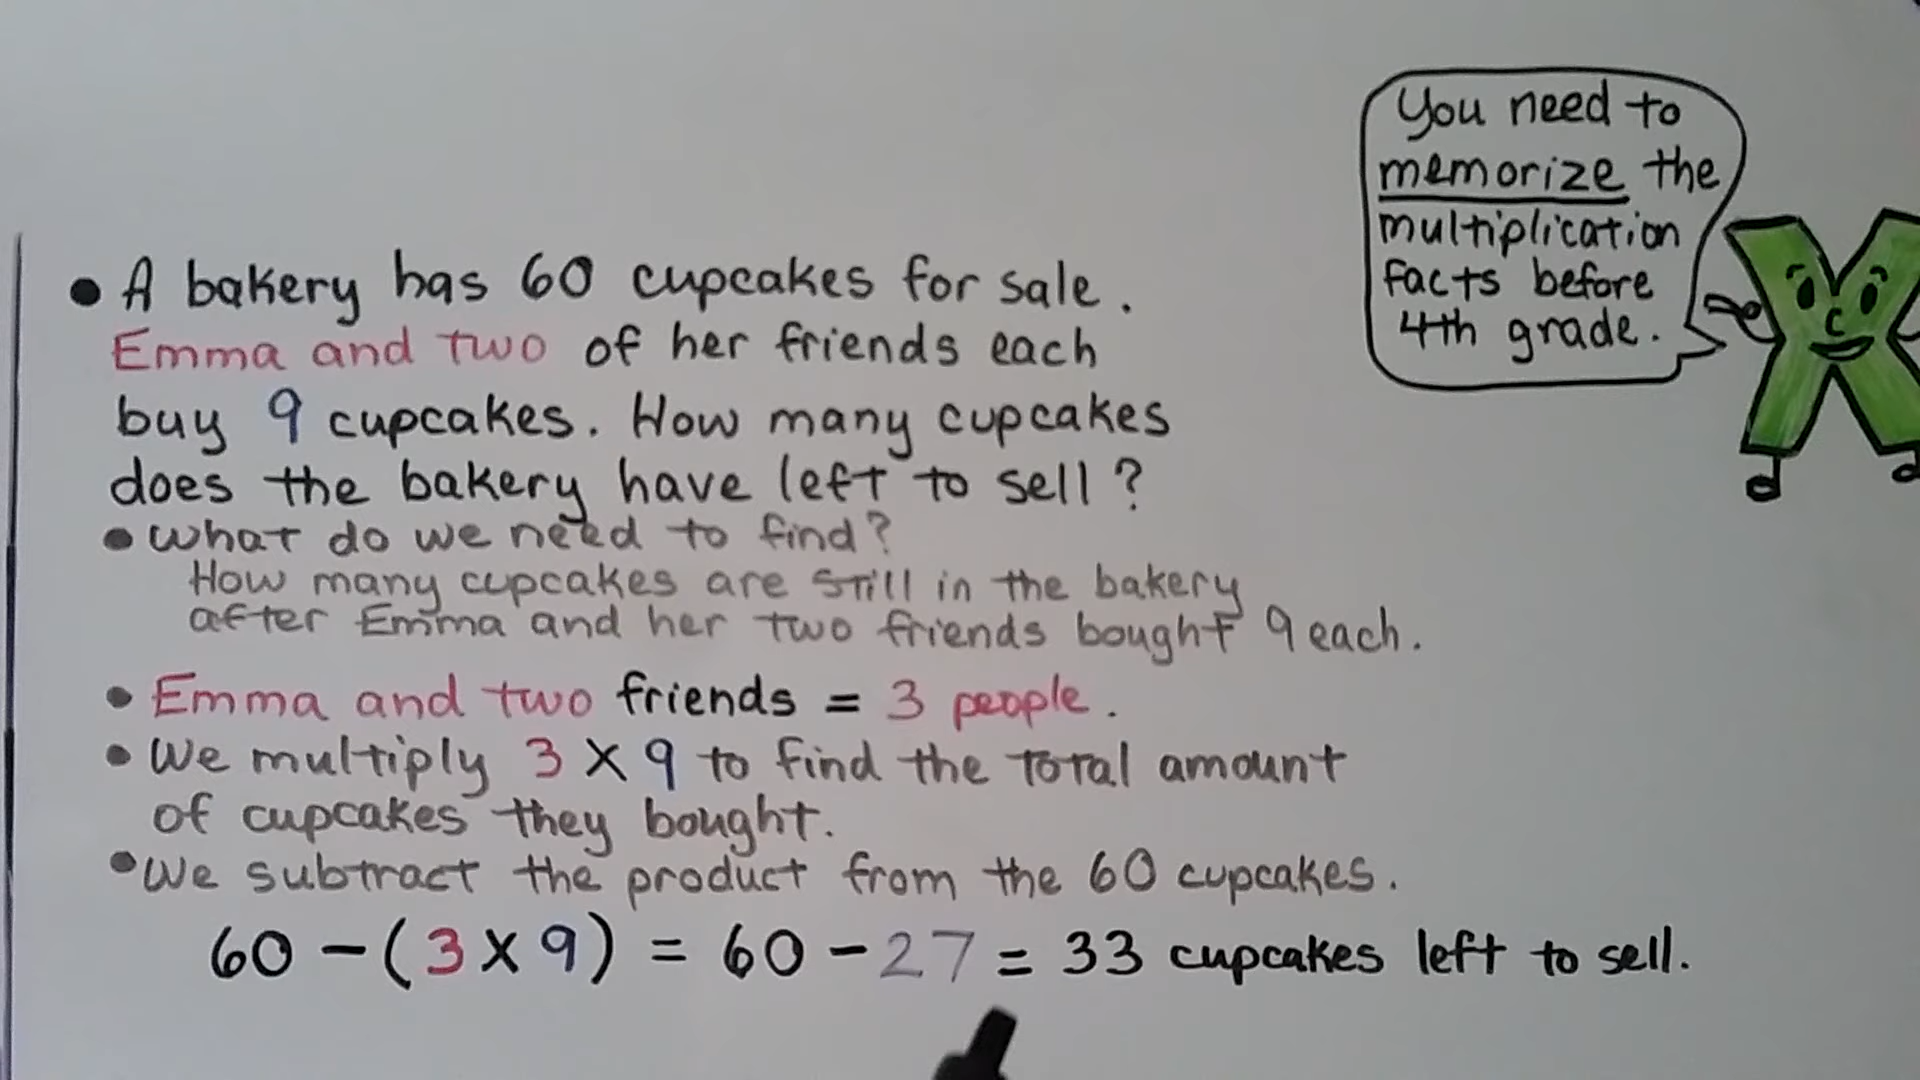 You need to
memorize the
multiplication
facts before
4th grade.
• A bakery has 60 cupcakes for sale.
Emma and two of her friends each
buy 9 cupcakes. How many cupcakes
does the bakery have left to sell?
• What do we need to find?
How many cupcakes are still in the bakery
after Emma and her two friends bought 9 each.
• Emma and two friends = 3 people.
• We multiply 3 X 9 to find the total amount
of cupcakes they bought.
• We subtract the product from the 60 cupcakes.
60 - (3 X 9) = 60 - 27 = 33 cupcakes left to sell.